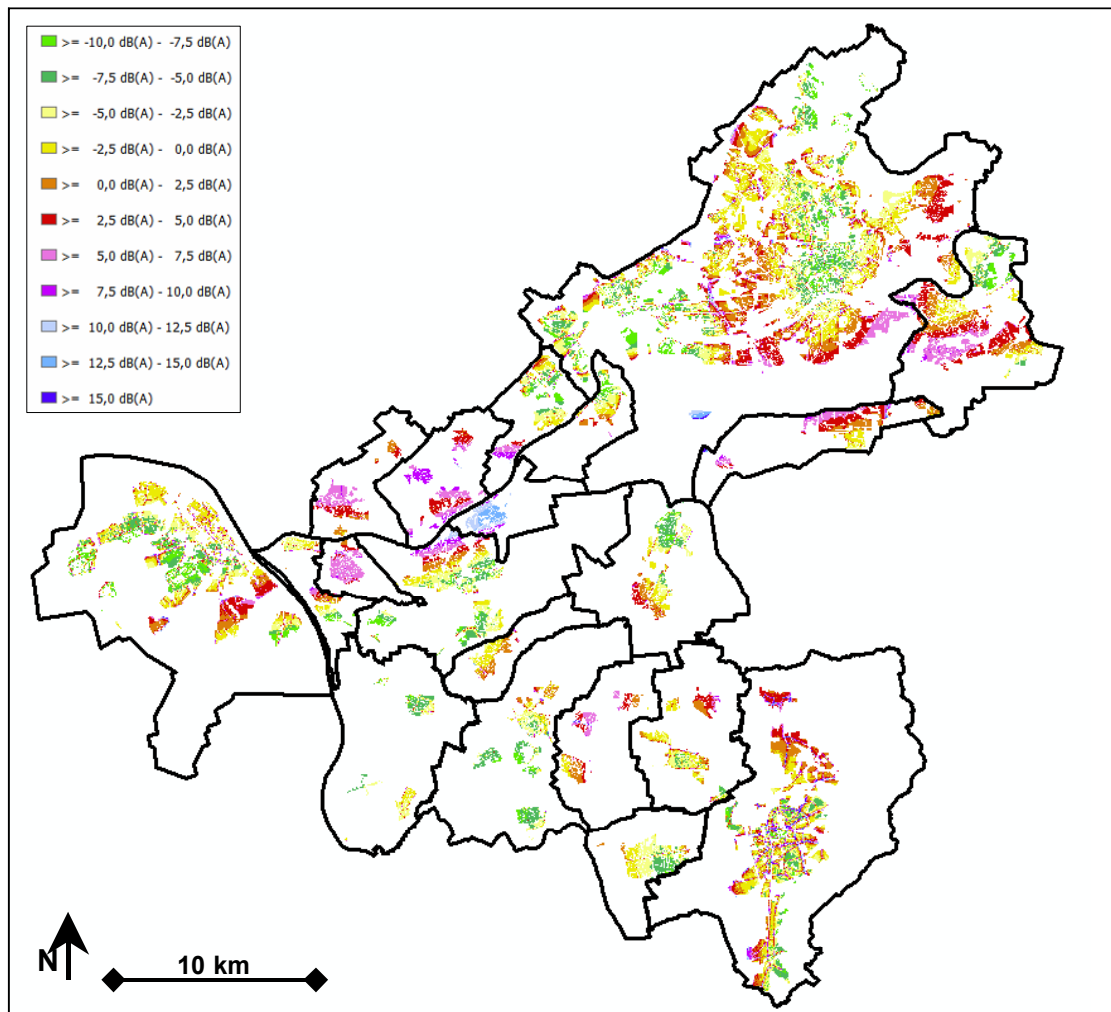 >= -10,0 dB(A) - -7,5 dB(A)
>= -7,5 dB(A) - -5,0 dB(A)
>= -5,0 dB(A) - -2,5 dB(A)
>= -2,5 dB(A) - 0,0 dB(A)
>= 0,0 dB(A) - 2,5 dB(A)
>= 2,5 dB(A) - 5,0 dB(A)
>= 5,0 dB(A) - 7,5 dB(A)
>= 7,5 dB(A) - 10,0 dB(A)
>= 10,0 dB(A) - 12,5 dB(A)
>= 12,5 dB(A) - 15,0 dB(A)
>= 15,0 dB(A)
N
10 km